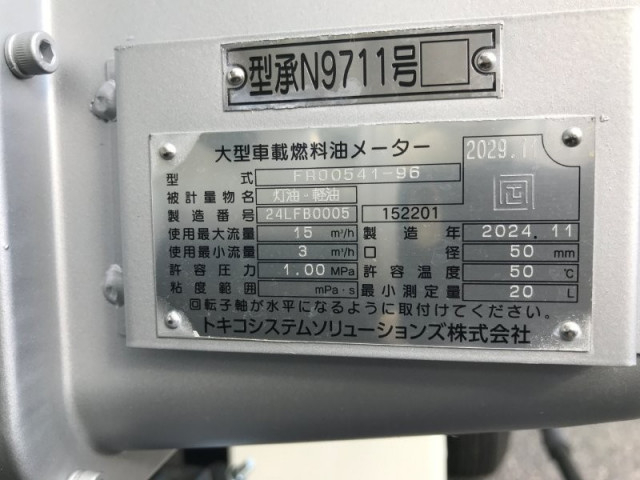 型承N9711号
大型車載燃料油メーター 2029.11
型式 FR00541-96
被計量物名 灯油・軽油
製造番号 24LFB0005 152201
使用最大流量 15 m³/h 製造年 2024.11
使用最小流量 3 m³/h 口径 50 mm
許容圧力 1.00 MPa 許容温度 50 ℃
粘度範囲 mPa・s 最小測定量 20 L
回転子軸が水平になるように取付けてください。
トキコシステムソリューションズ株式会社